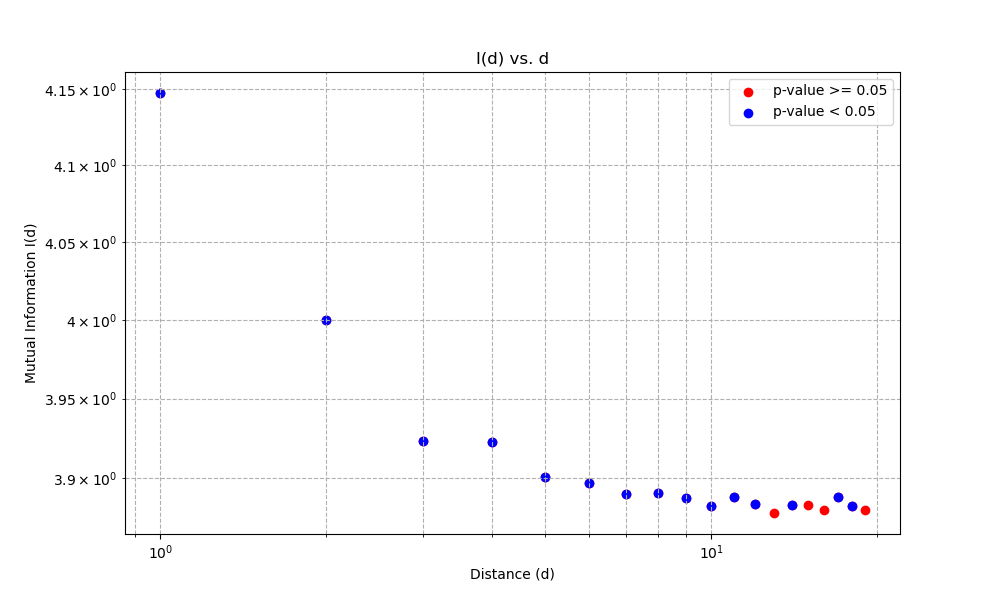 I(d) vs. d
p-value >= 0.05
p-value < 0.05
Mutual Information I(d)
4.15 × 10⁰
4.1 × 10⁰
4.05 × 10⁰
4 × 10⁰
3.95 × 10⁰
3.9 × 10⁰
10⁰ 10¹
Distance (d)